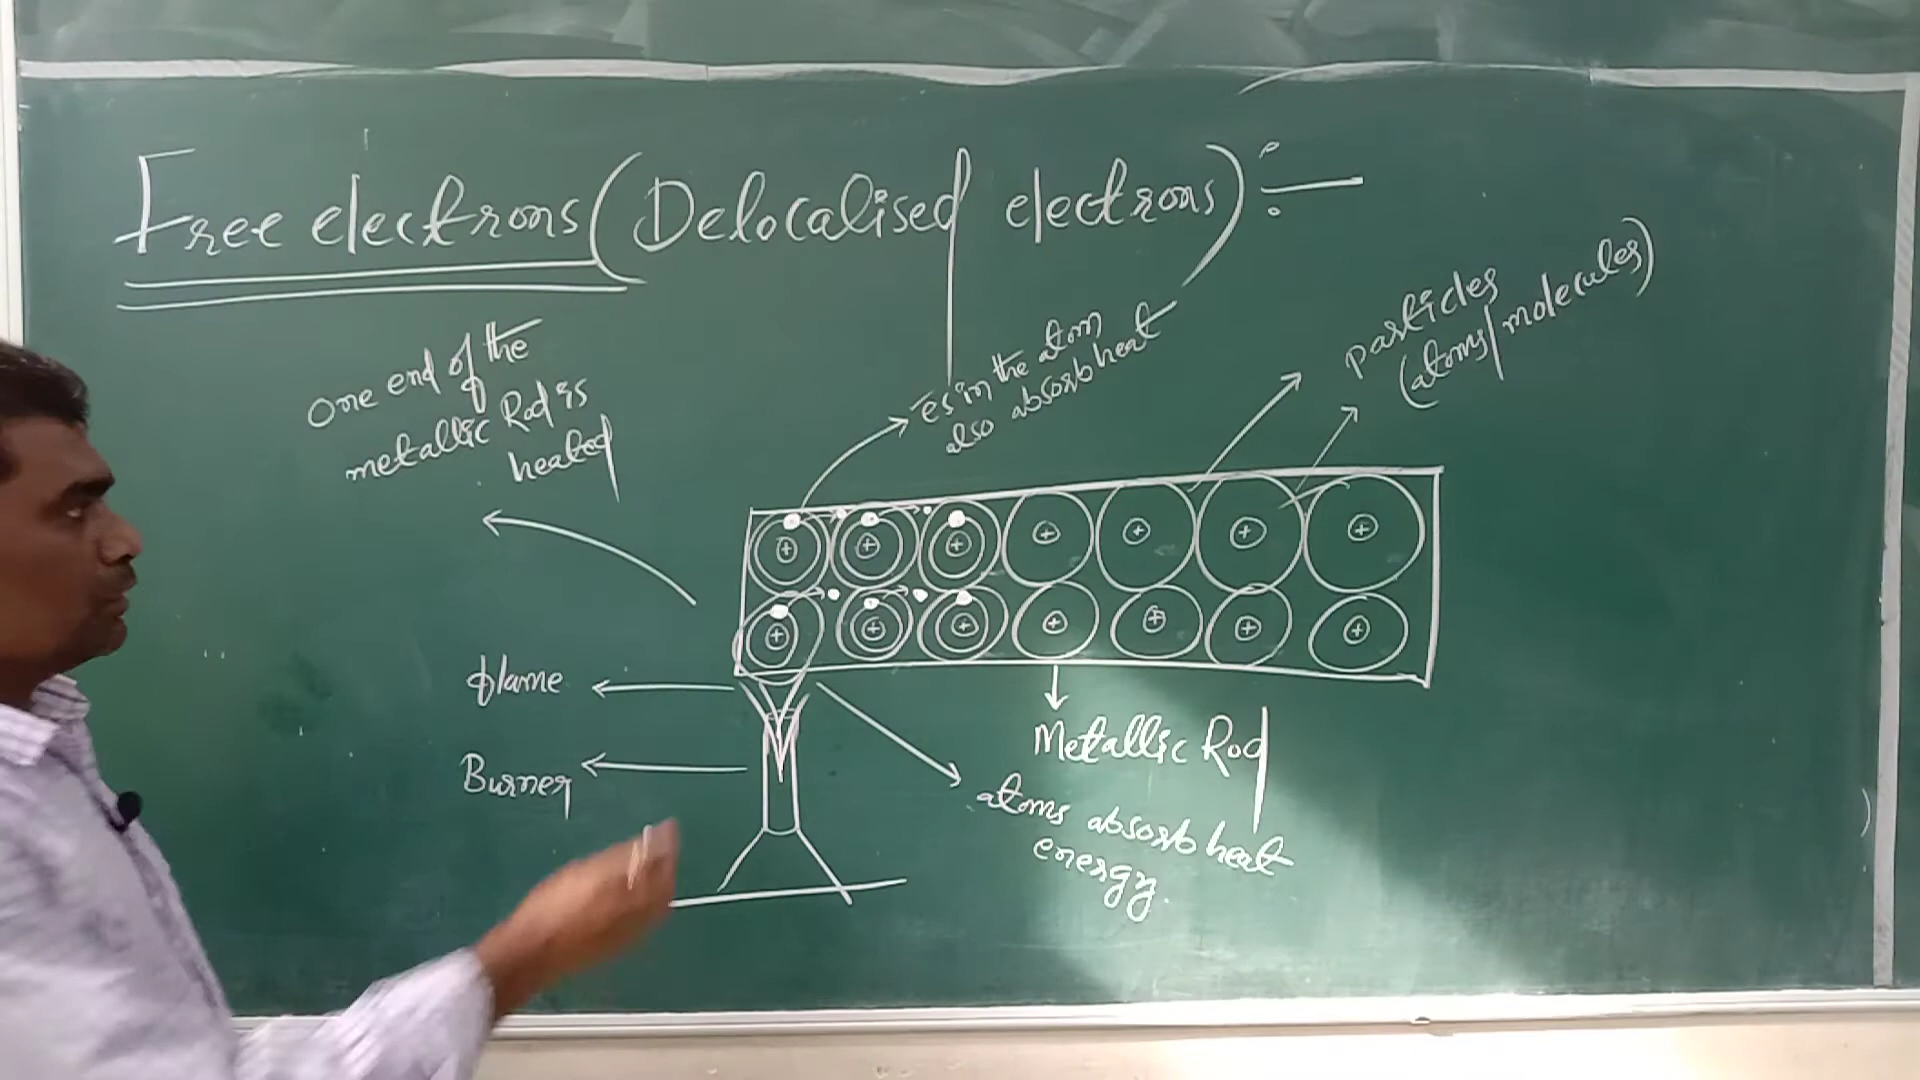 Free electrons (Delocalised electrons) ÷
One end of the
metallic Rod is
heated
ēs in the atom
also absorb heat
particles
(atoms/molecules)
flame
Burner
Metallic Rod
atoms absorb heat
energy.